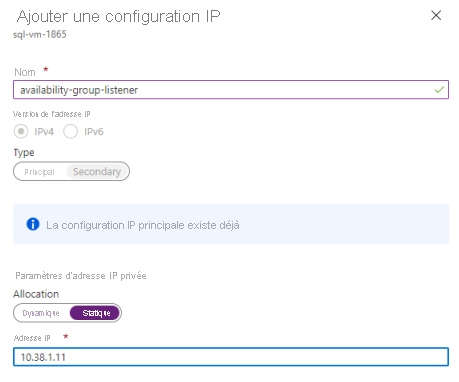 Ajouter une configuration IP
sql-vm-1865
Nom *
availability-group-listener
Version de l'adresse IP
IPv4 IPv6
Type
Principal Secondary
La configuration IP principale existe déjà
Paramètres d'adresse IP privée
Allocation
Dynamique Statique
Adresse IP *
10.38.1.11